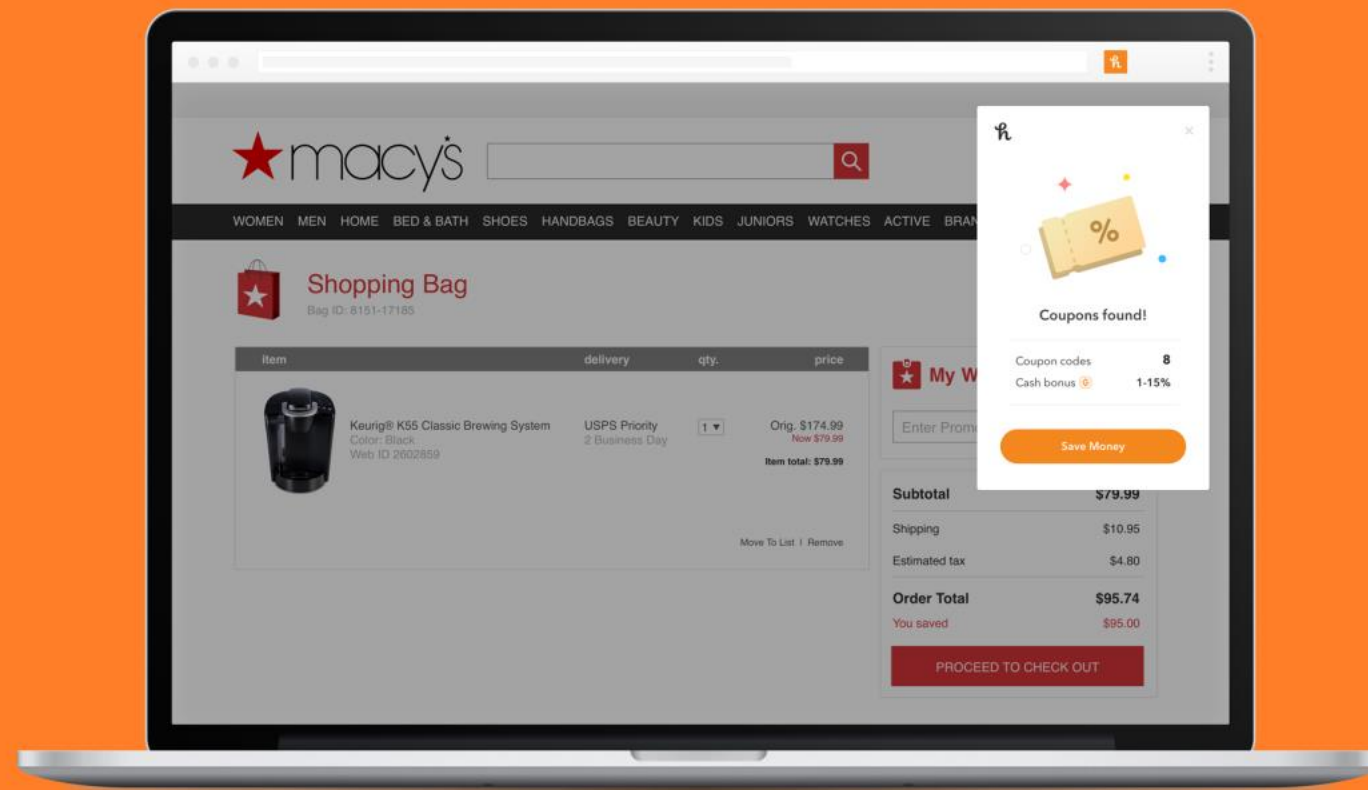 h
macy's
WOMEN MEN HOME BED & BATH SHOES HANDBAGS BEAUTY KIDS JUNIORS WATCHES ACTIVE BRAN
Shopping Bag
Bag ID: 8151-17185
item delivery qty. price
Keurig® K55 Classic Brewing System USPS Priority 1 ▼ Orig. $174.99
Color: Black 2 Business Day Now $79.99
Web ID 2602859
Item total: $79.99
Move To List | Remove
My W
Enter Prom
Subtotal $79.99
Shipping $10.95
Estimated tax $4.80
Order Total $95.74
You saved $95.00
PROCEED TO CHECK OUT
h ×
%
Coupons found!
Coupon codes 8
Cash bonus G 1-15%
Save Money